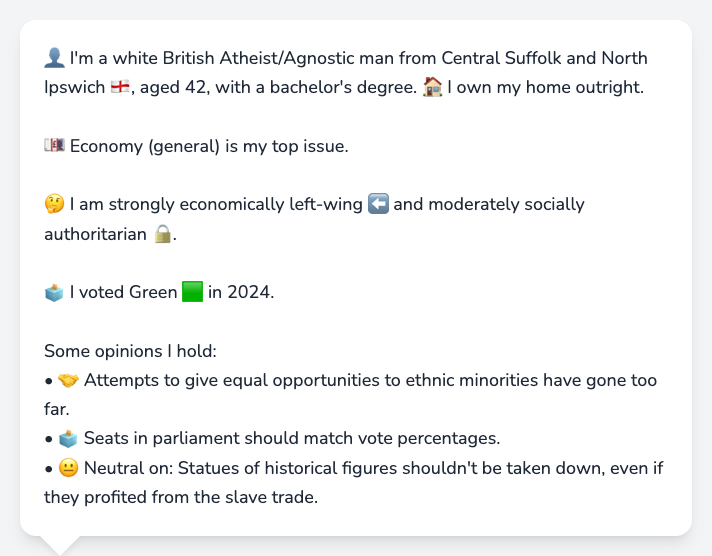 👤 I'm a white British Atheist/Agnostic man from Central Suffolk and North
Ipswich 🏴󠁧󠁢󠁥󠁮󠁧󠁿, aged 42, with a bachelor's degree. 🏠 I own my home outright.
💷 Economy (general) is my top issue.
🤔 I am strongly economically left-wing ⬅️ and moderately socially
authoritarian 🔒.
🗳️ I voted Green 🟩 in 2024.
Some opinions I hold:
• 🤝 Attempts to give equal opportunities to ethnic minorities have gone too
far.
• 🗳️ Seats in parliament should match vote percentages.
• 😐 Neutral on: Statues of historical figures shouldn't be taken down, even if
they profited from the slave trade.